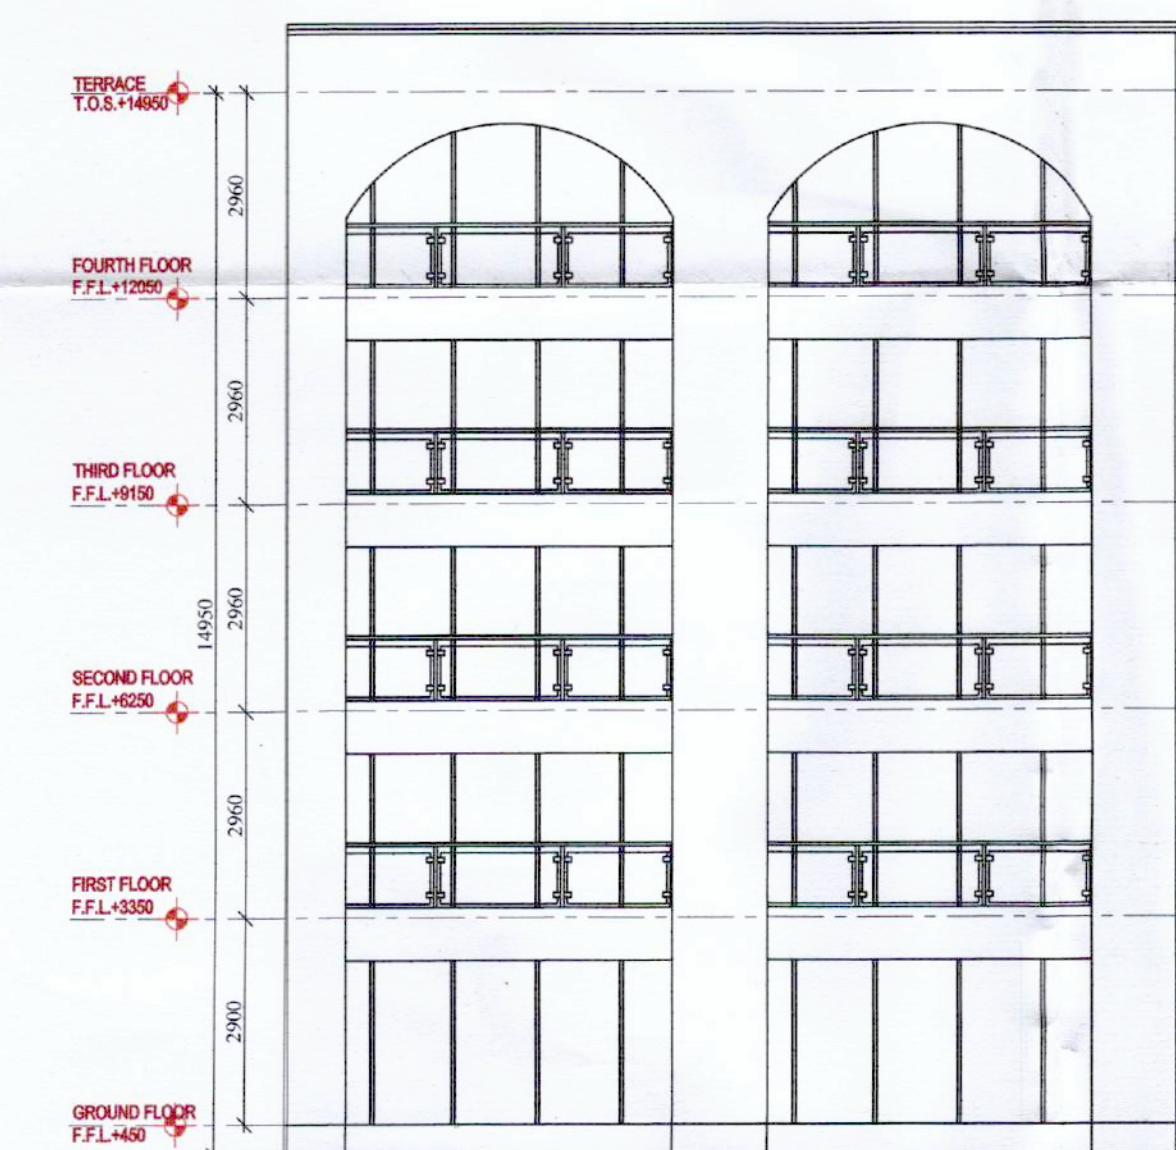 TERRACE
T.O.S.+14950
2960
FOURTH FLOOR
F.F.L.+12050
2960
THIRD FLOOR
F.F.L.+9150
2960
14950
SECOND FLOOR
F.F.L.+6250
2960
FIRST FLOOR
F.F.L.+3350
2900
GROUND FLOOR
F.F.L.+450